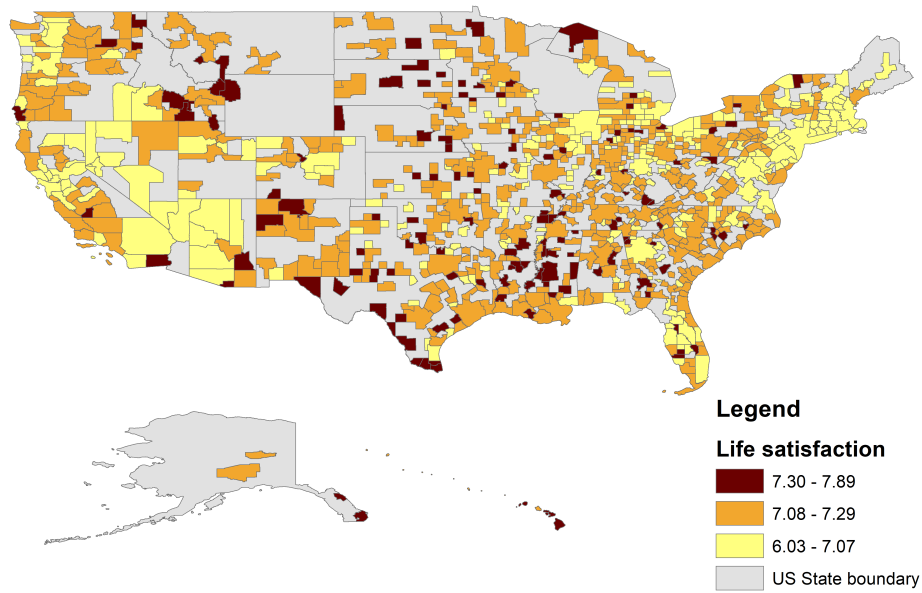 Legend
Life satisfaction
7.30 - 7.89
7.08 - 7.29
6.03 - 7.07
US State boundary